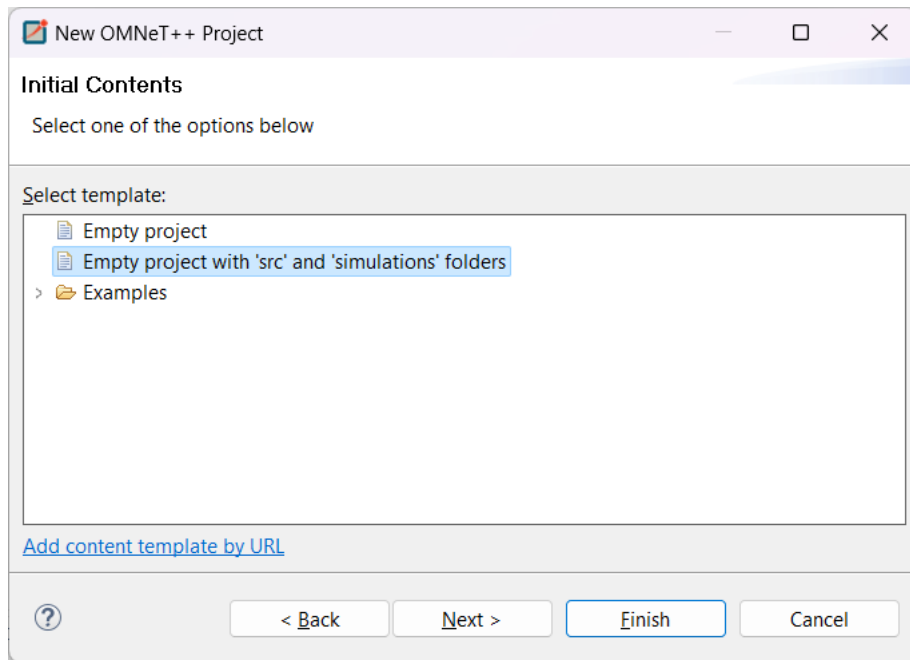 New OMNeT++ Project
Initial Contents
Select one of the options below
Select template:
Empty project
Empty project with 'src' and 'simulations' folders
Examples
Add content template by URL
< Back Next > Finish Cancel